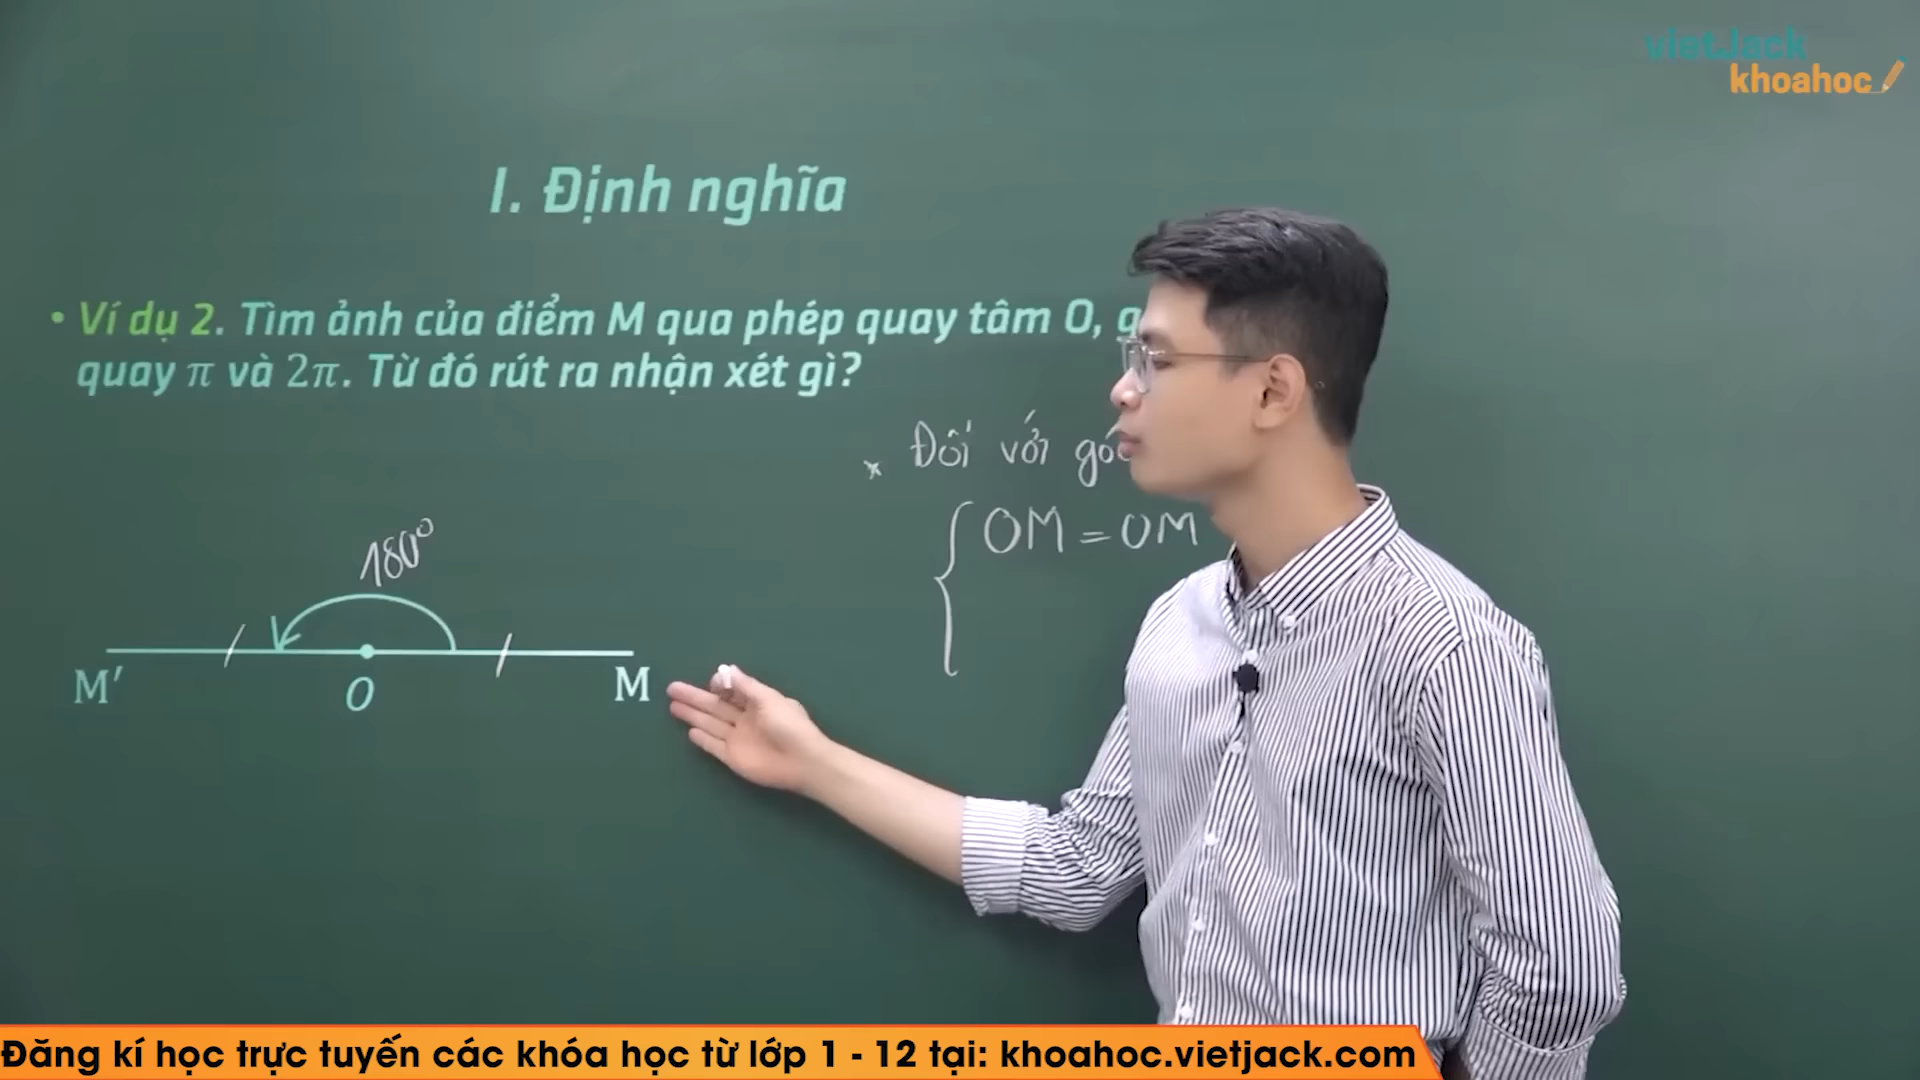 vietJack
khoahoc
I. Định nghĩa
• Ví dụ 2. Tìm ảnh của điểm M qua phép quay tâm O,
quay π và 2π. Từ đó rút ra nhận xét gì?
* Đối với
OM = OM
180°
M' O M
Đăng kí học trực tuyến các khóa học từ lớp 1 - 12 tại: khoahoc.vietjack.com